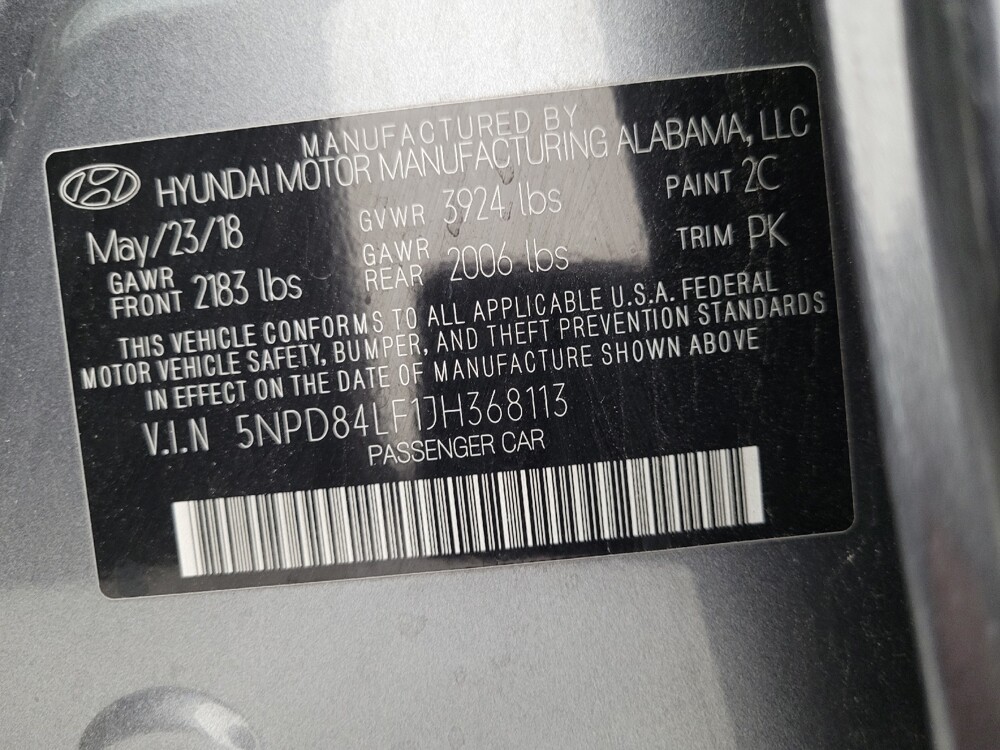 MANUFACTURED BY
HYUNDAI MOTOR MANUFACTURING ALABAMA, LLC
May/23/18 GVWR 3924 lbs PAINT 2C
GAWR FRONT 2183 lbs GAWR REAR 2006 lbs TRIM PK
THIS VEHICLE CONFORMS TO ALL APPLICABLE U.S.A. FEDERAL
MOTOR VEHICLE SAFETY, BUMPER, AND THEFT PREVENTION STANDARDS
IN EFFECT ON THE DATE OF MANUFACTURE SHOWN ABOVE
V.I.N 5NPD84LF1JH368113
PASSENGER CAR